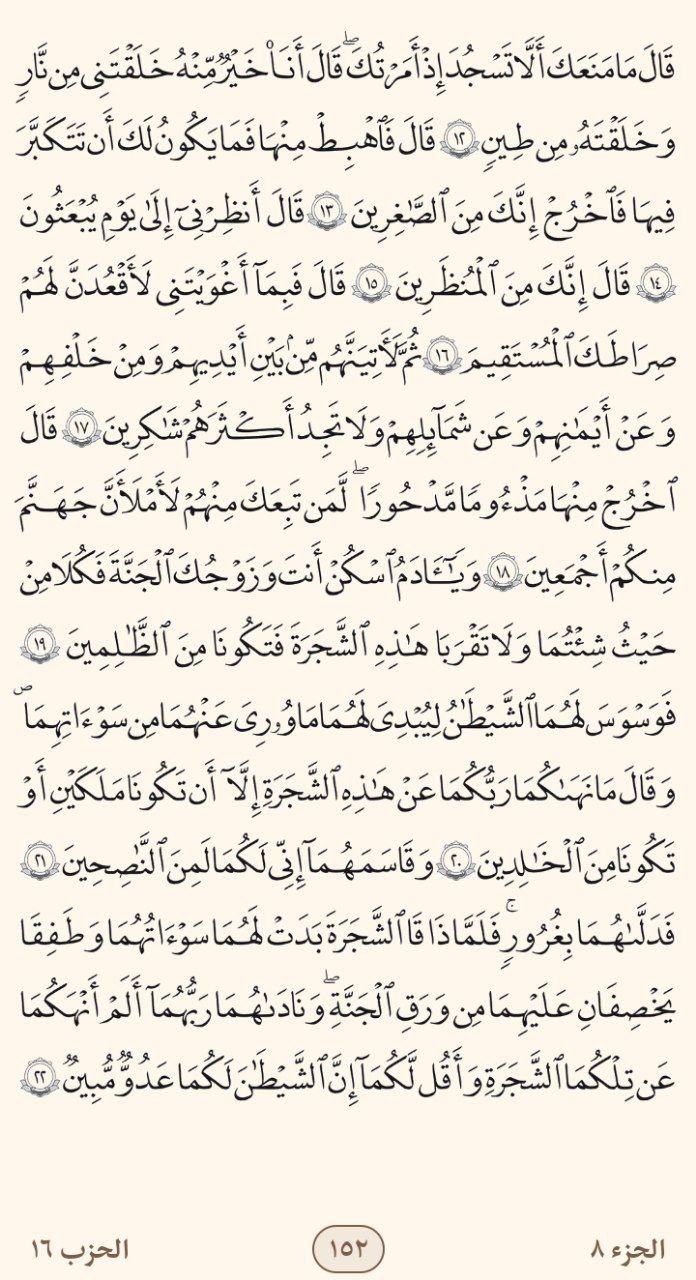 قَالَ مَا مَنَعَكَ أَلَّا تَسْجُدَ إِذْ أَمَرْتُكَ ۖ قَالَ أَنَا۠ خَيْرٌ مِّنْهُ خَلَقْتَنِى مِن نَّارٍ
وَخَلَقْتَهُۥ مِن طِينٍ ١٢ قَالَ فَٱهْبِطْ مِنْهَا فَمَا يَكُونُ لَكَ أَن تَتَكَبَّرَ
فِيهَا فَٱخْرُجْ إِنَّكَ مِنَ ٱلصَّٰغِرِينَ ١٣ قَالَ أَنظِرْنِىٓ إِلَىٰ يَوْمِ يُبْعَثُونَ
١٤ قَالَ إِنَّكَ مِنَ ٱلْمُنظَرِينَ ١٥ قَالَ فَبِمَآ أَغْوَيْتَنِى لَأَقْعُدَنَّ لَهُمْ
صِرَٰطَكَ ٱلْمُسْتَقِيمَ ١٦ ثُمَّ لَـَٔاتِيَنَّهُم مِّنۢ بَيْنِ أَيْدِيهِمْ وَمِنْ خَلْفِهِمْ
وَعَنْ أَيْمَٰنِهِمْ وَعَن شَمَآئِلِهِمْ وَلَا تَجِدُ أَكْثَرَهُمْ شَٰكِرِينَ ١٧ قَالَ
ٱخْرُجْ مِنْهَا مَذْءُومًا مَّدْحُورًا ۖ لَّمَن تَبِعَكَ مِنْهُمْ لَأَمْلَأَنَّ جَهَنَّمَ
مِنكُمْ أَجْمَعِينَ ١٨ وَيَٰٓـَٔادَمُ ٱسْكُنْ أَنتَ وَزَوْجُكَ ٱلْجَنَّةَ فَكُلَا مِنْ
حَيْثُ شِئْتُمَا وَلَا تَقْرَبَا هَٰذِهِ ٱلشَّجَرَةَ فَتَكُونَا مِنَ ٱلظَّٰلِمِينَ ١٩
فَوَسْوَسَ لَهُمَا ٱلشَّيْطَٰنُ لِيُبْدِىَ لَهُمَا مَا وُۥرِىَ عَنْهُمَا مِن سَوْءَٰتِهِمَا ۖ
وَقَالَ مَا نَهَىٰكُمَا رَبُّكُمَا عَنْ هَٰذِهِ ٱلشَّجَرَةِ إِلَّآ أَن تَكُونَا مَلَكَيْنِ أَوْ
تَكُونَا مِنَ ٱلْخَٰلِدِينَ ٢٠ وَقَاسَمَهُمَآ إِنِّى لَكُمَا لَمِنَ ٱلنَّٰصِحِينَ ٢١
فَدَلَّىٰهُمَا بِغُرُورٍ ۚ فَلَمَّا ذَاقَا ٱلشَّجَرَةَ بَدَتْ لَهُمَا سَوْءَٰتُهُمَا وَطَفِقَا
يَخْصِفَانِ عَلَيْهِمَا مِن وَرَقِ ٱلْجَنَّةِ ۖ وَنَادَىٰهُمَا رَبُّهُمَآ أَلَمْ أَنْهَكُمَا
عَن تِلْكُمَا ٱلشَّجَرَةِ وَأَقُل لَّكُمَآ إِنَّ ٱلشَّيْطَٰنَ لَكُمَا عَدُوٌّ مُّبِينٌ ٢٢
الجزء ٨ ١٥٢ الحزب ١٦